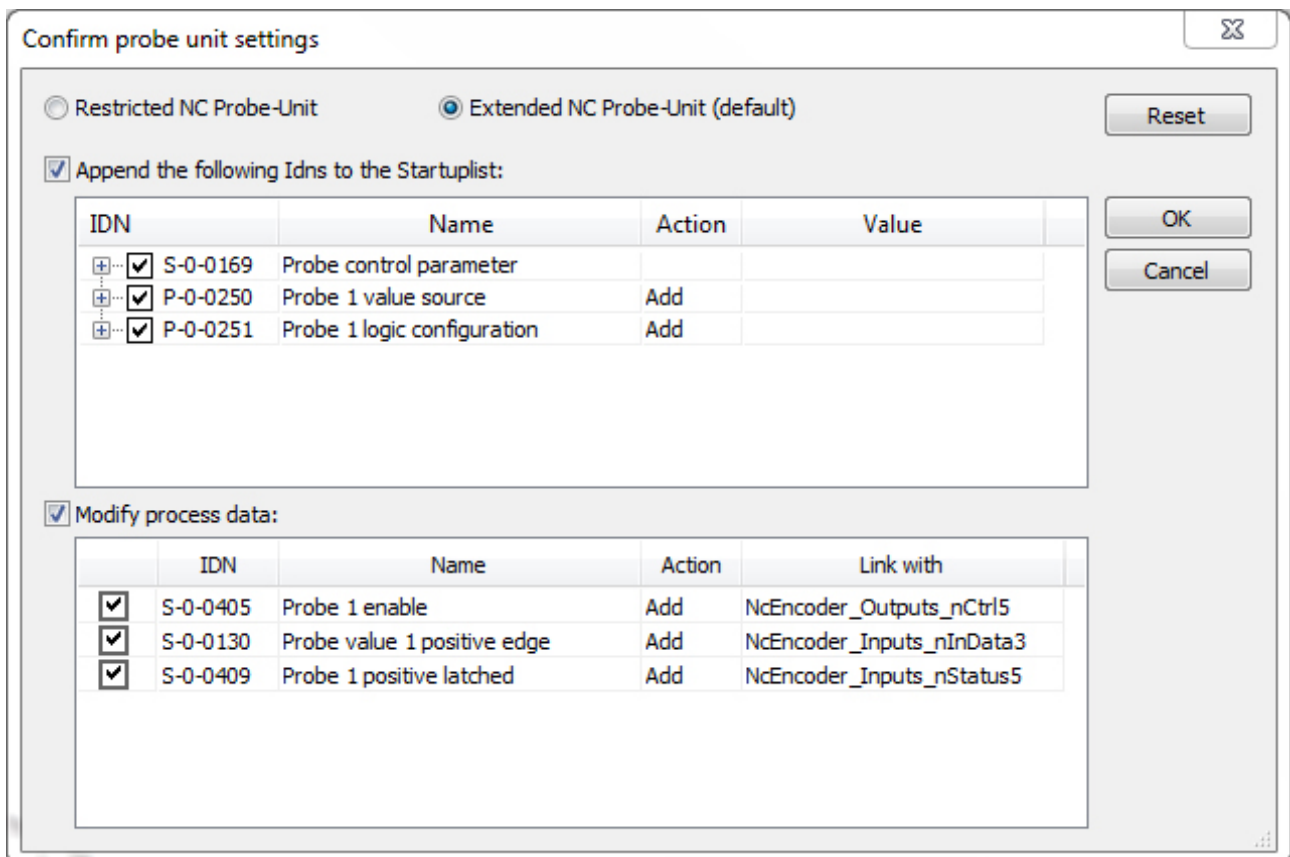 Confirm probe unit settings
Restricted NC Probe-Unit Extended NC Probe-Unit (default) Reset
Append the following Idns to the Startuplist:
IDN Name Action Value OK
S-0-0169 Probe control parameter Cancel
P-0-0250 Probe 1 value source Add
P-0-0251 Probe 1 logic configuration Add
Modify process data:
IDN Name Action Link with
S-0-0405 Probe 1 enable Add NcEncoder_Outputs_nCtrl5
S-0-0130 Probe value 1 positive edge Add NcEncoder_Inputs_nInData3
S-0-0409 Probe 1 positive latched Add NcEncoder_Inputs_nStatus5